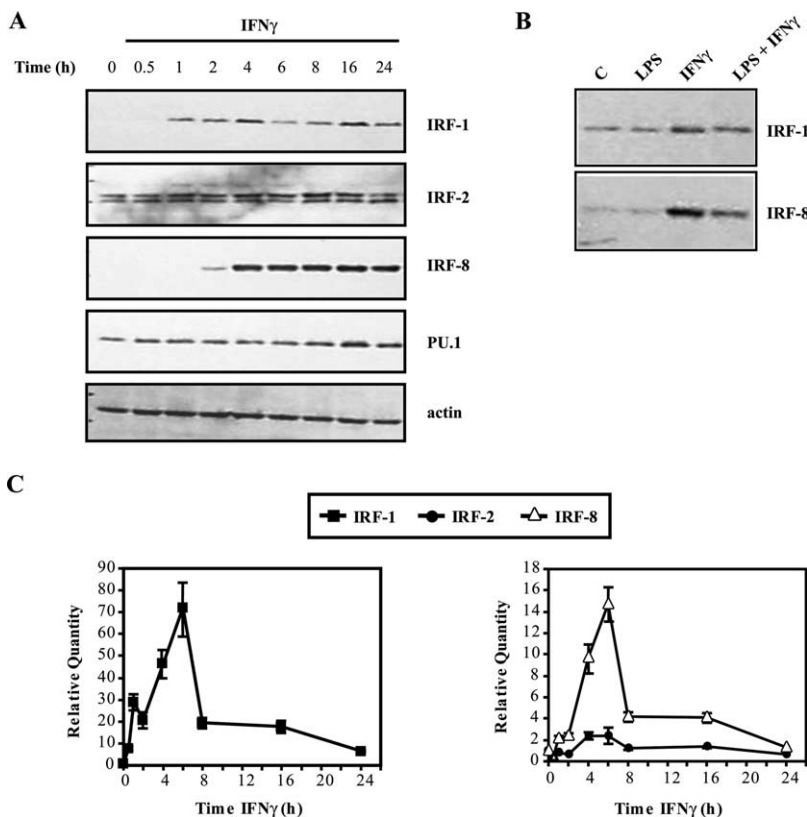 A
IFNγ
Time (h) 0 0.5 1 2 4 6 8 16 24
IRF-1
IRF-2
IRF-8
PU.1
actin
B
C LPS IFNγ LPS + IFNγ
IRF-1
IRF-8
C
IRF-1 IRF-2 IRF-8
90
80
70
60
50
40
30
20
10
0
Relative Quantity
0 4 8 12 16 20 24
Time IFNγ (h)
18
16
14
12
10
8
6
4
2
0
Relative Quantity
0 4 8 12 16 20 24
Time IFNγ (h)